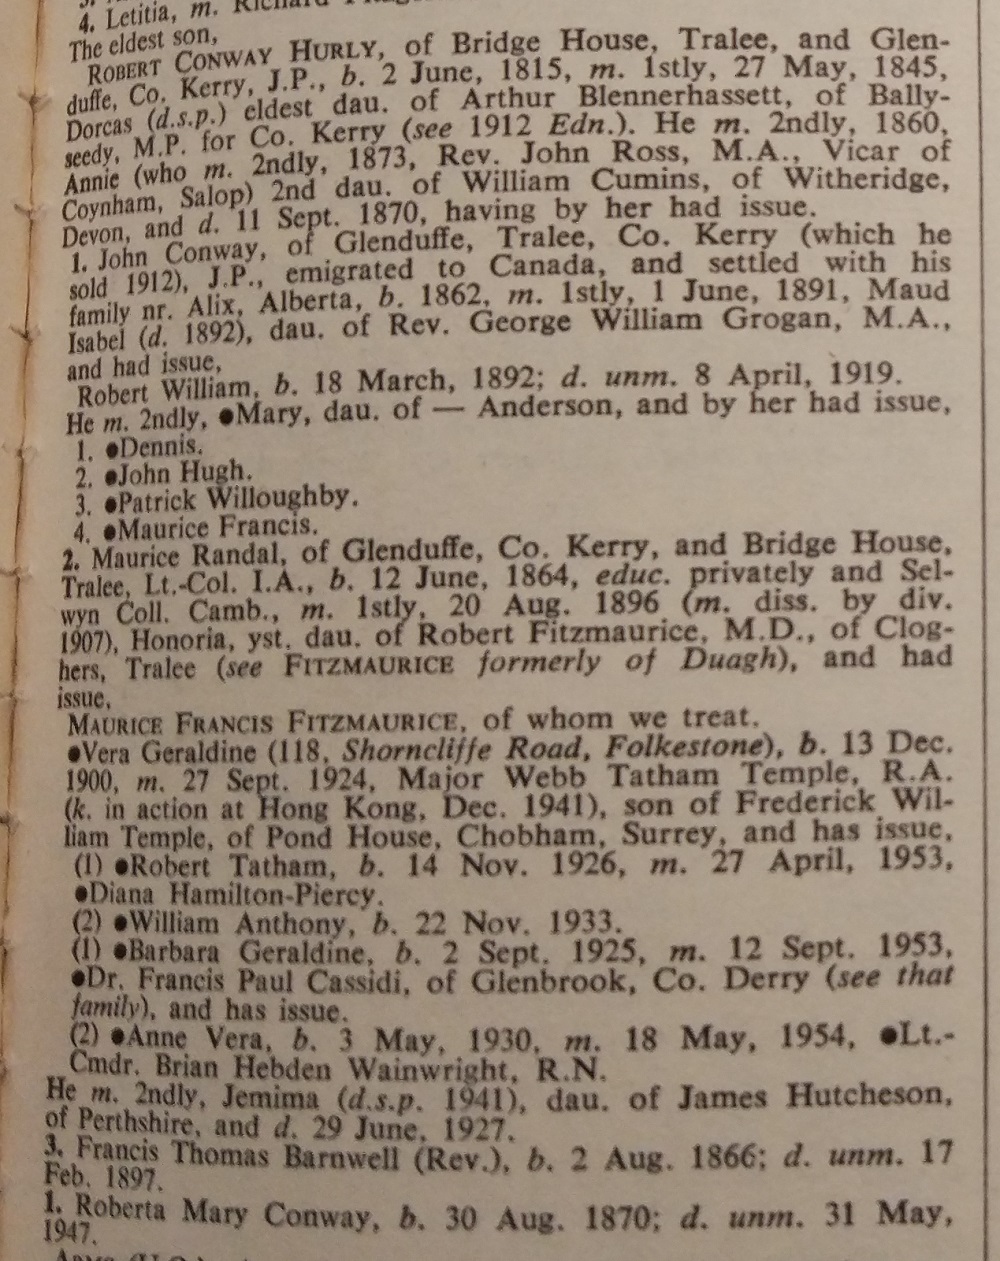 4. Letitia, m. Richard
The eldest son,
ROBERT CONWAY HURLY, of Bridge House, Tralee, and Glen-
duffe, Co. Kerry, J.P., b. 2 June, 1815, m. 1stly, 27 May, 1845,
Dorcas (d.s.p.) eldest dau. of Arthur Blennerhassett, of Bally-
seedy, M.P. for Co. Kerry (see 1912 Edn.). He m. 2ndly, 1860,
Annie (who m. 2ndly, 1873, Rev. John Ross, M.A., Vicar of
Coynham, Salop) 2nd dau. of William Cumins, of Witheridge,
Devon, and d. 11 Sept. 1870, having by her had issue.
1. John Conway, of Glenduffe, Tralee, Co. Kerry (which he
sold 1912), J.P., emigrated to Canada, and settled with his
family nr. Alix, Alberta, b. 1862, m. 1stly, 1 June, 1891, Maud
Isabel (d. 1892), dau. of Rev. George William Grogan, M.A.,
and had issue,
Robert William, b. 18 March, 1892; d. unm. 8 April, 1919.
He m. 2ndly, ●Mary, dau. of — Anderson, and by her had issue,
1. ●Dennis.
2. ●John Hugh.
3. ●Patrick Willoughby.
4. ●Maurice Francis.
2. Maurice Randal, of Glenduffe, Co. Kerry, and Bridge House,
Tralee, Lt.-Col. I.A., b. 12 June, 1864, educ. privately and Sel-
wyn Coll. Camb., m. 1stly, 20 Aug. 1896 (m. diss. by div.
1907), Honoria, yst. dau. of Robert Fitzmaurice, M.D., of Clog-
hers, Tralee (see FITZMAURICE formerly of Duagh), and had
issue,
MAURICE FRANCIS FITZMAURICE, of whom we treat.
●Vera Geraldine (118, Shorncliffe Road, Folkestone), b. 13 Dec.
1900, m. 27 Sept. 1924, Major Webb Tatham Temple, R.A.
(k. in action at Hong Kong, Dec. 1941), son of Frederick Wil-
liam Temple, of Pond House, Chobham, Surrey, and has issue,
(1) ●Robert Tatham, b. 14 Nov. 1926, m. 27 April, 1953,
●Diana Hamilton-Piercy.
(2) ●William Anthony, b. 22 Nov. 1933.
(1) ●Barbara Geraldine, b. 2 Sept. 1925, m. 12 Sept. 1953,
●Dr. Francis Paul Cassidi, of Glenbrook, Co. Derry (see that
family), and has issue.
(2) ●Anne Vera, b. 3 May, 1930, m. 18 May, 1954, ●Lt.-
Cmdr. Brian Hebden Wainwright, R.N.
He m. 2ndly, Jemima (d.s.p. 1941), dau. of James Hutcheson,
of Perthshire, and d. 29 June, 1927.
3. Francis Thomas Barnwell (Rev.), b. 2 Aug. 1866; d. unm. 17
Feb. 1897.
1. Roberta Mary Conway, b. 30 Aug. 1870; d. unm. 31 May,
1947.